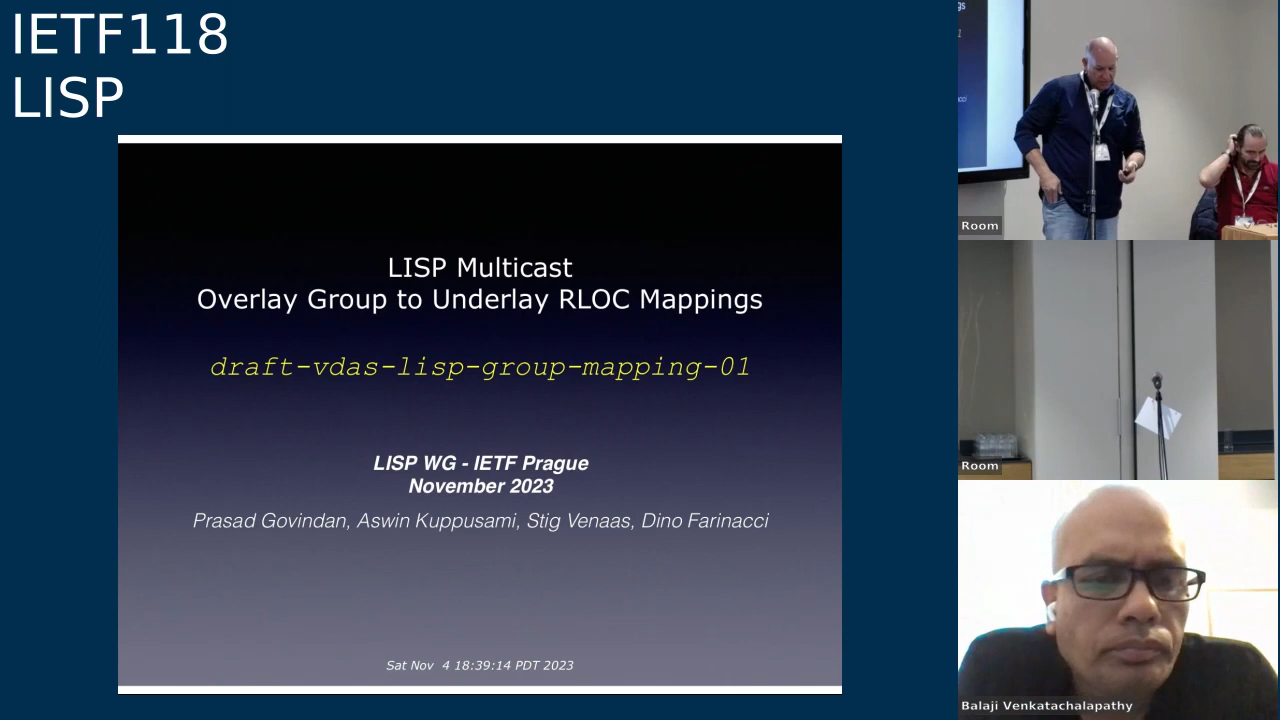 IETF118
LISP
LISP Multicast
Overlay Group to Underlay RLOC Mappings
draft-vdas-lisp-group-mapping-01
LISP WG - IETF Prague
November 2023
Prasad Govindan, Aswin Kuppusami, Stig Venaas, Dino Farinacci
Sat Nov 4 18:39:14 PDT 2023
Room
Room
Balaji Venkatachalapathy